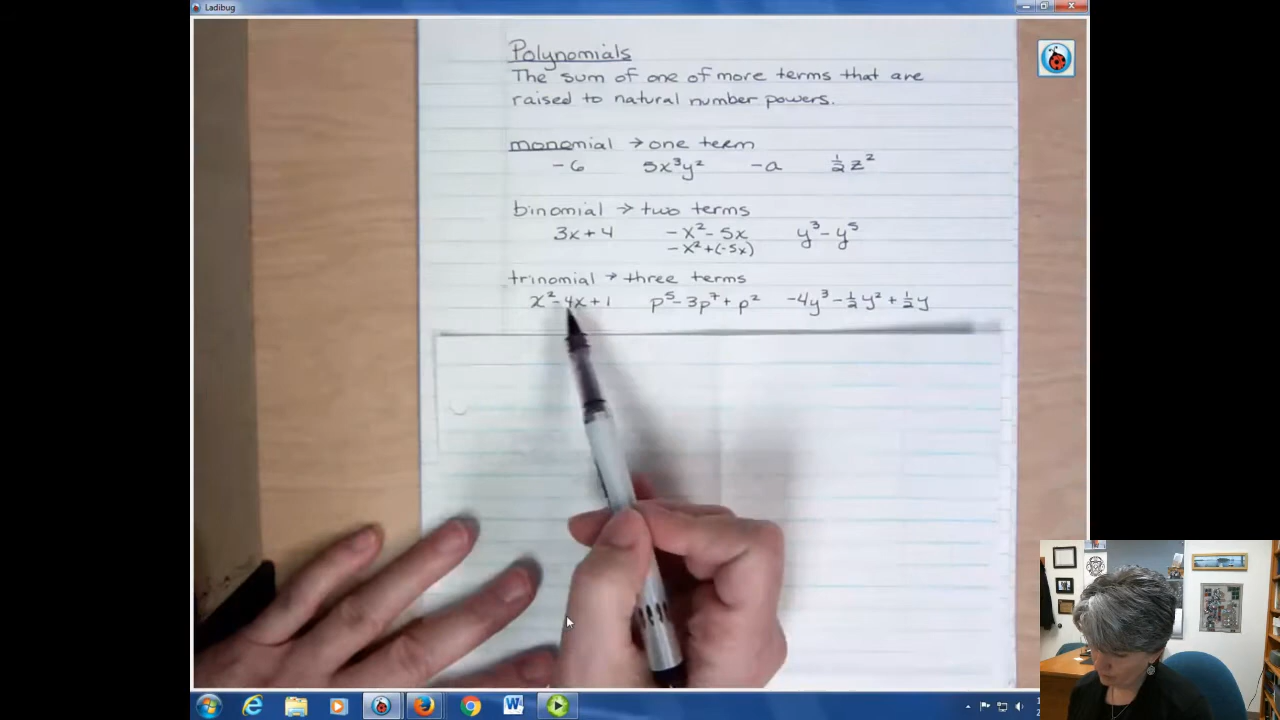 Ladibug
Polynomials
The sum of one of more terms that are
raised to natural number powers.
monomial → one term
-6 5x³y² -a ½z²
binomial → two terms
3x+4 -x²-5x y³-y⁵
-x²+(-5x)
trinomial → three terms
x²-4x+1 p⁵-3p⁷+p² -4y³-½y²+½y